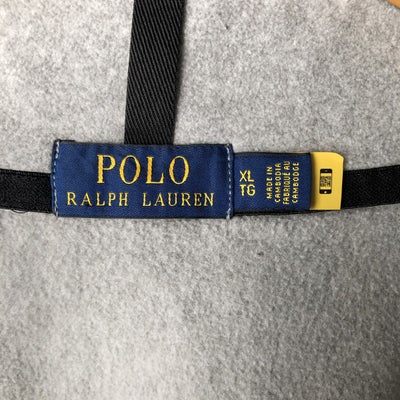 POLO
RALPH LAUREN
XL
TG
MADE IN
CAMBODIA
FABRIQUÉ AU
CAMBODGE